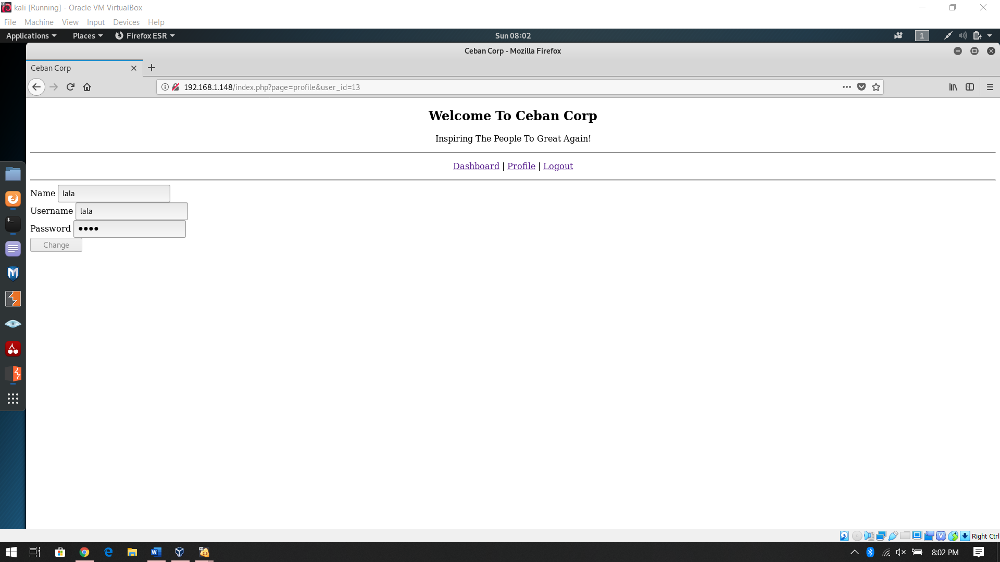 kali [Running] - Oracle VM VirtualBox
File Machine View Input Devices Help
Applications Places Firefox ESR Sun 08:02 1
Ceban Corp - Mozilla Firefox
Ceban Corp
192.168.1.148/index.php?page=profile&user_id=13
Welcome To Ceban Corp
Inspiring The People To Great Again!
Dashboard | Profile | Logout
Name lala
Username lala
Password ••••
Change
Right Ctrl
8:02 PM